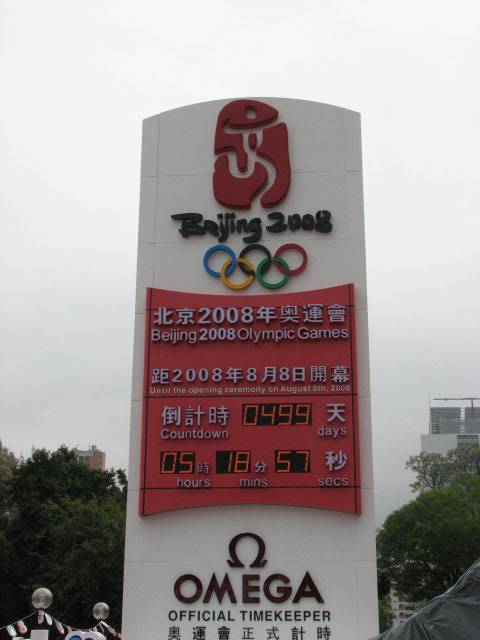 Beijing 2008
北京2008年奧運會
Beijing 2008 Olympic Games
距2008年8月8日開幕
Until the opening ceremony on August 8th, 2008
倒計時 0499 天
Countdown days
05 時 18 分 57 秒
hours mins secs
Ω
OMEGA
OFFICIAL TIMEKEEPER
奧運會正式計時